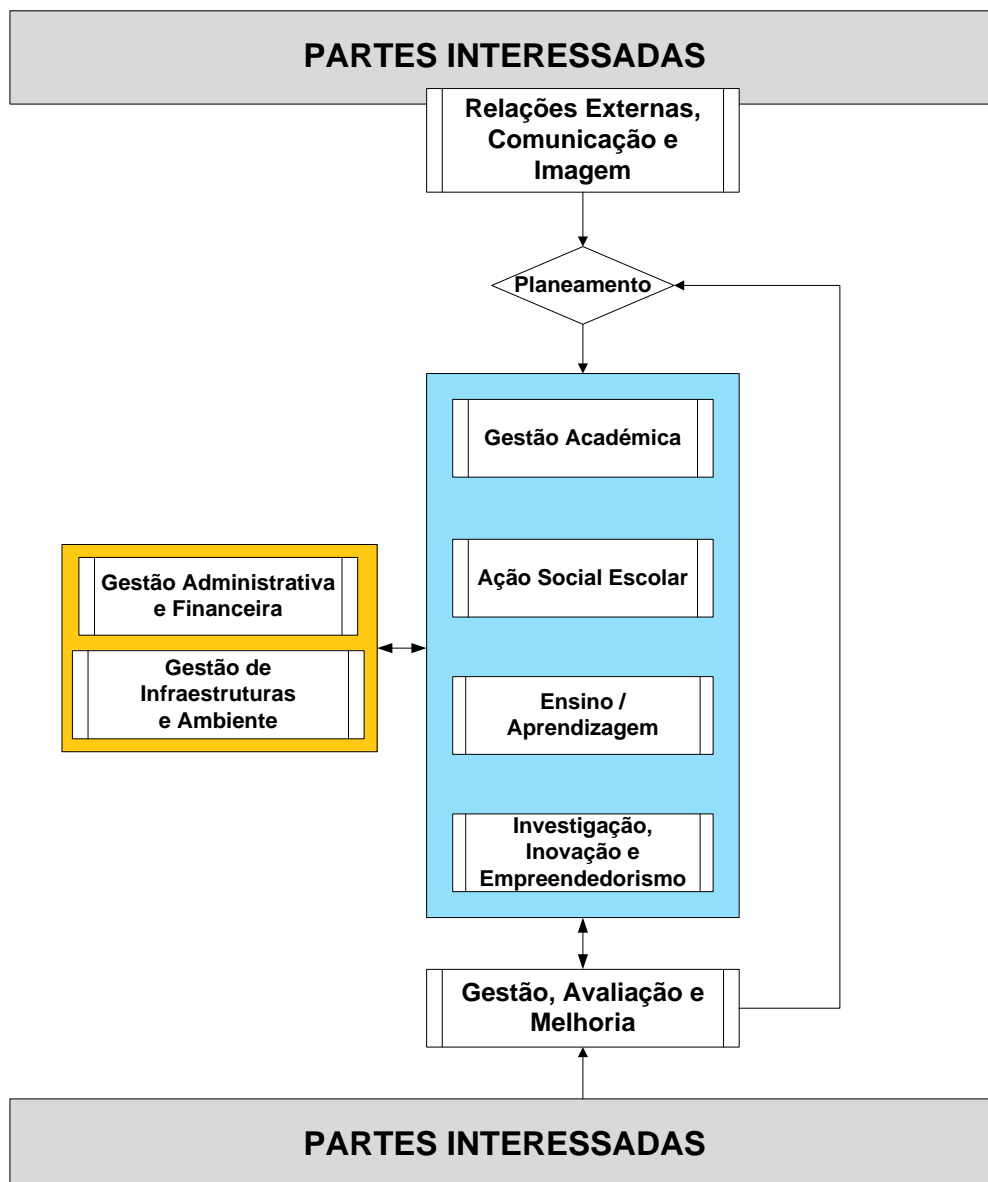 PARTES INTERESSADAS
Relações Externas,
Comunicação e
Imagem
Planeamento
Gestão Académica
Ação Social Escolar
Gestão Administrativa
e Financeira
Gestão de
Infraestruturas
e Ambiente
Ensino /
Aprendizagem
Investigação,
Inovação e
Empreendedorismo
Gestão, Avaliação e
Melhoria
PARTES INTERESSADAS